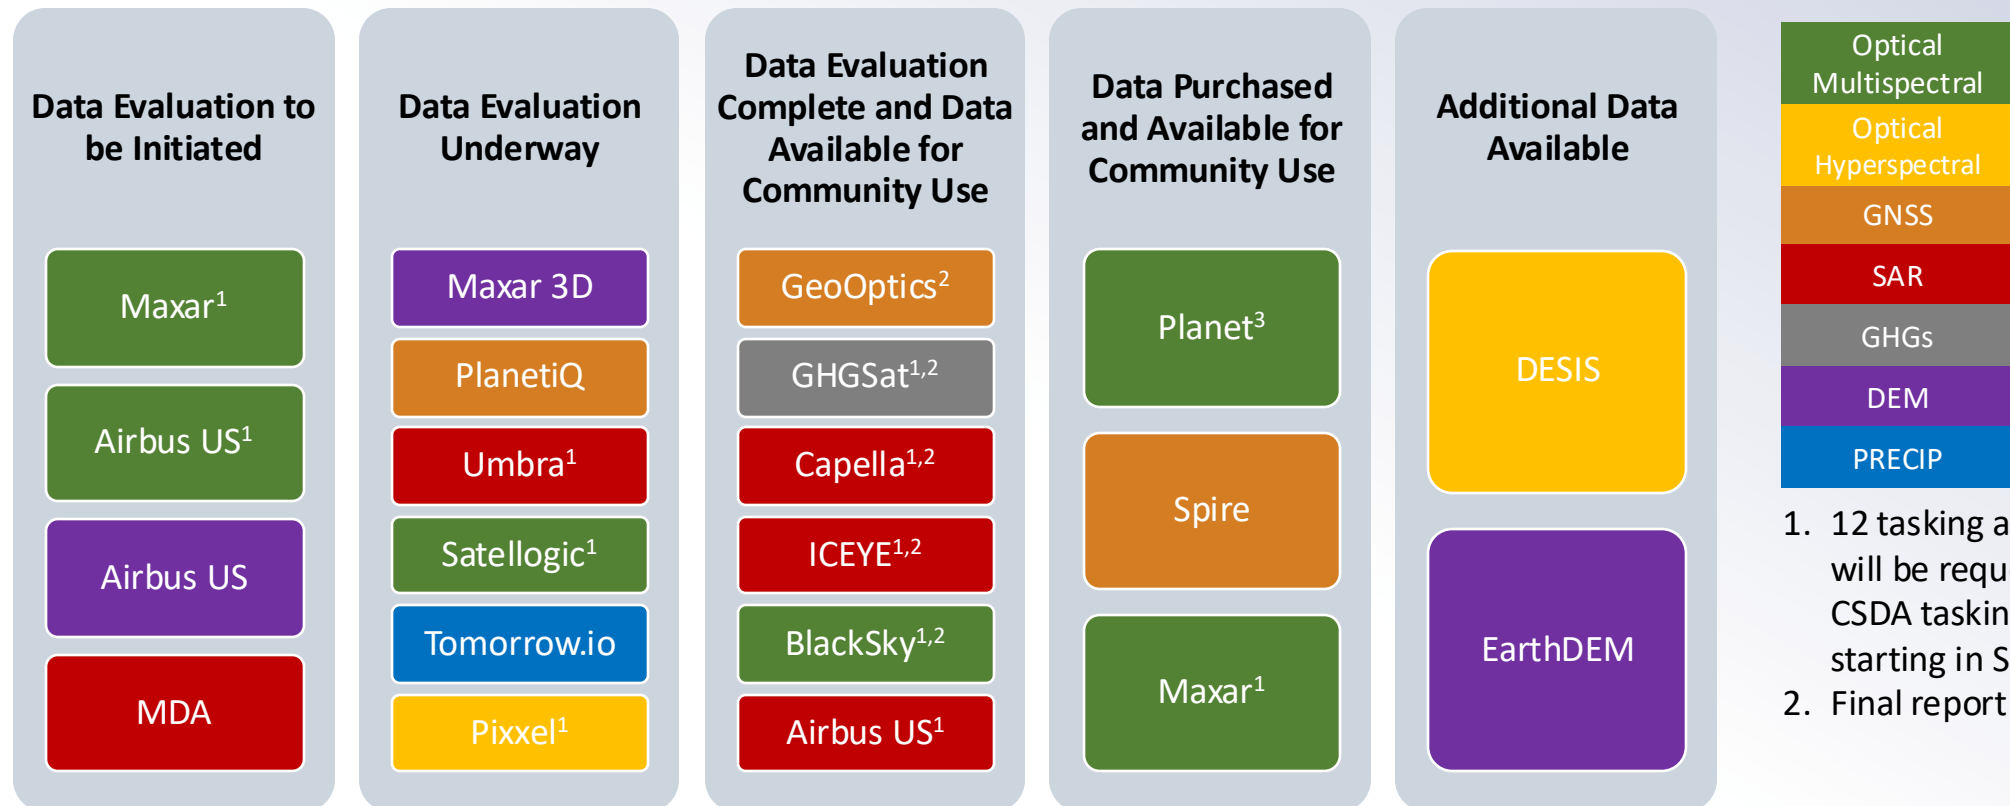 Data Evaluation to
be Initiated
Maxar¹
Airbus US¹
Airbus US
MDA
Data Evaluation
Underway
Maxar 3D
PlanetiQ
Umbra¹
Satellogic¹
Tomorrow.io
Pixxel¹
Data Evaluation
Complete and Data
Available for
Community Use
GeoOptics²
GHGSat¹,²
Capella¹,²
ICEYE¹,²
BlackSky¹,²
Airbus US¹
Data Purchased
and Available for
Community Use
Planet³
Spire
Maxar¹
Additional Data
Available
DESIS
EarthDEM
Optical
Multispectral
Optical
Hyperspectral
GNSS
SAR
GHGs
DEM
PRECIP
1. 12 tasking
will be
CSDA
starting in
2. Final report